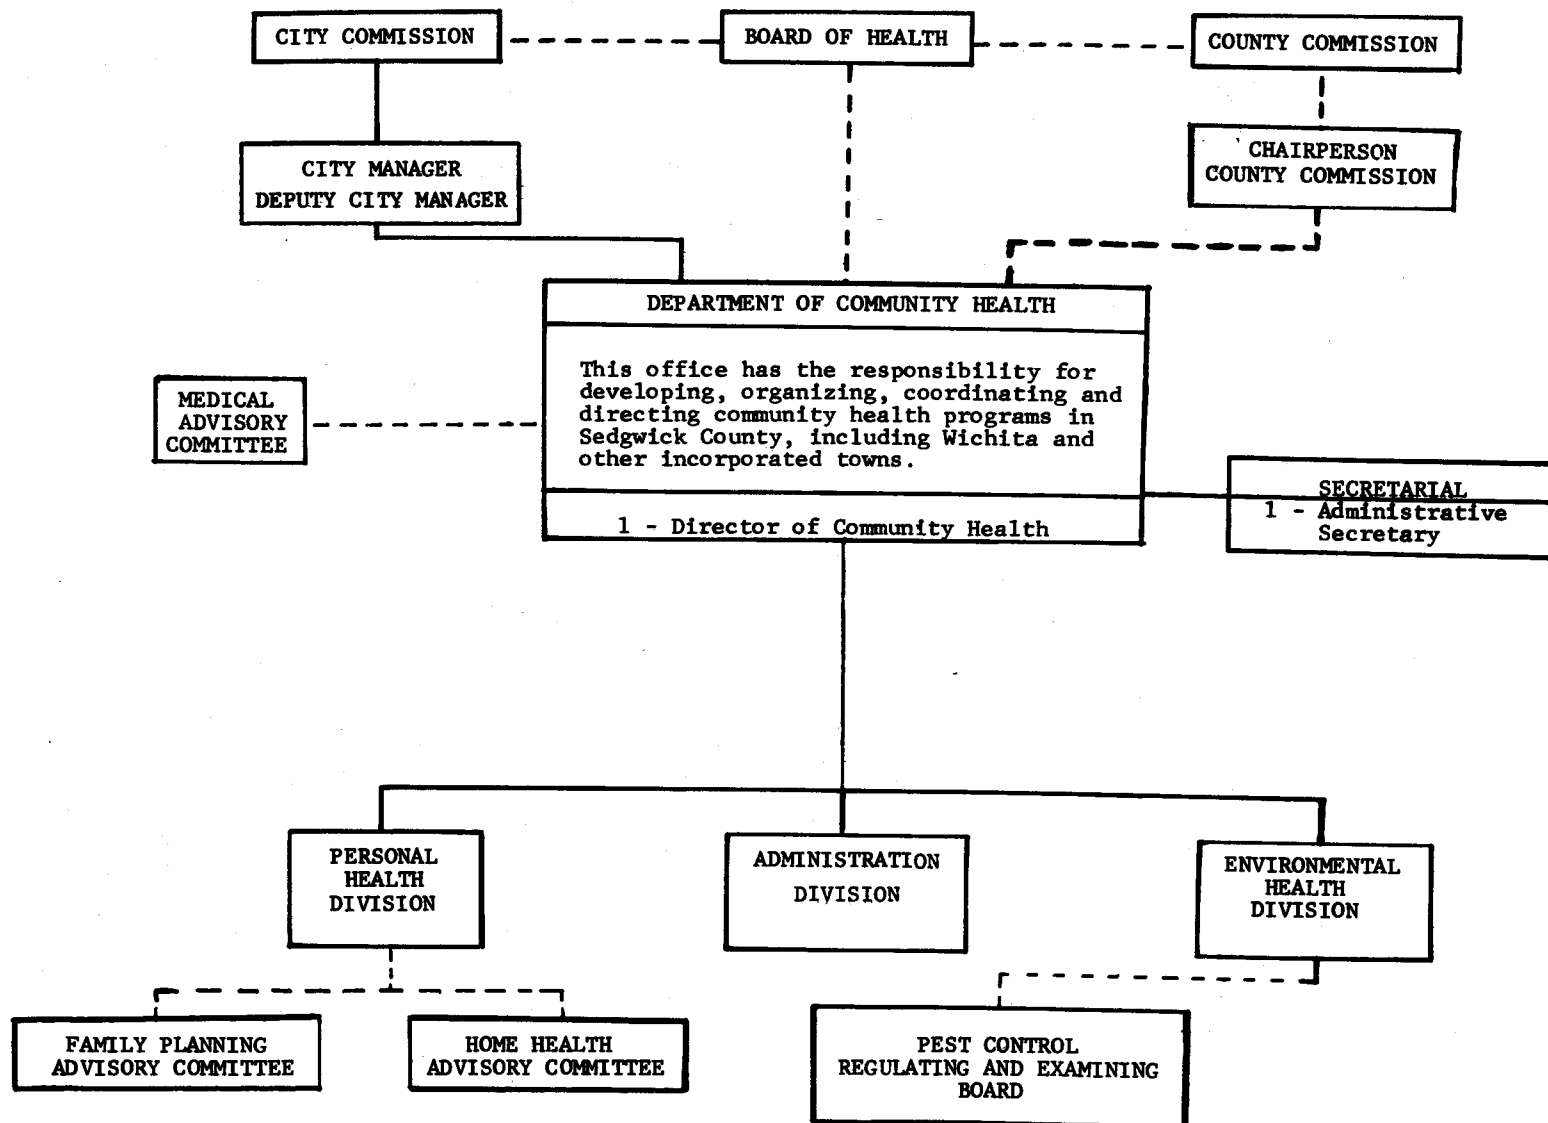 CITY COMMISSION
BOARD OF HEALTH
COUNTY COMMISSION
CITY MANAGER
DEPUTY CITY MANAGER
CHAIRPERSON
COUNTY COMMISSION
DEPARTMENT OF COMMUNITY HEALTH
This office has the responsibility for
developing, organizing, coordinating and
directing community health programs in
Sedgwick County, including Wichita and
other incorporated towns.
1 - Director of Community Health
MEDICAL
ADVISORY
COMMITTEE
SECRETARIAL
1 - Administrative
Secretary
PERSONAL
HEALTH
DIVISION
ADMINISTRATION
DIVISION
ENVIRONMENTAL
HEALTH
DIVISION
FAMILY PLANNING
ADVISORY COMMITTEE
HOME HEALTH
ADVISORY COMMITTEE
PEST CONTROL
REGULATING AND EXAMINING
BOARD